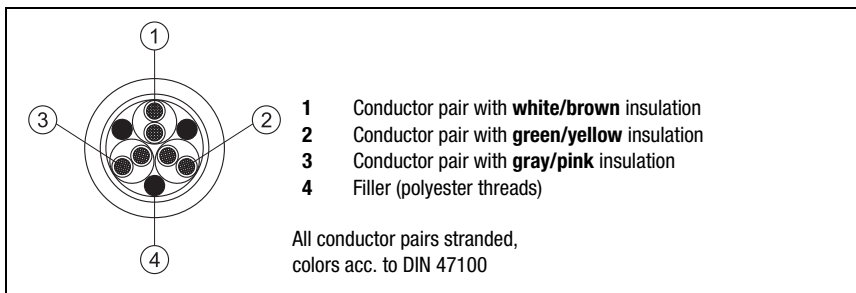 1
3
2
4
1 Conductor pair with white/brown insulation
2 Conductor pair with green/yellow insulation
3 Conductor pair with gray/pink insulation
4 Filler (polyester threads)
All conductor pairs stranded,
colors acc. to DIN 47100